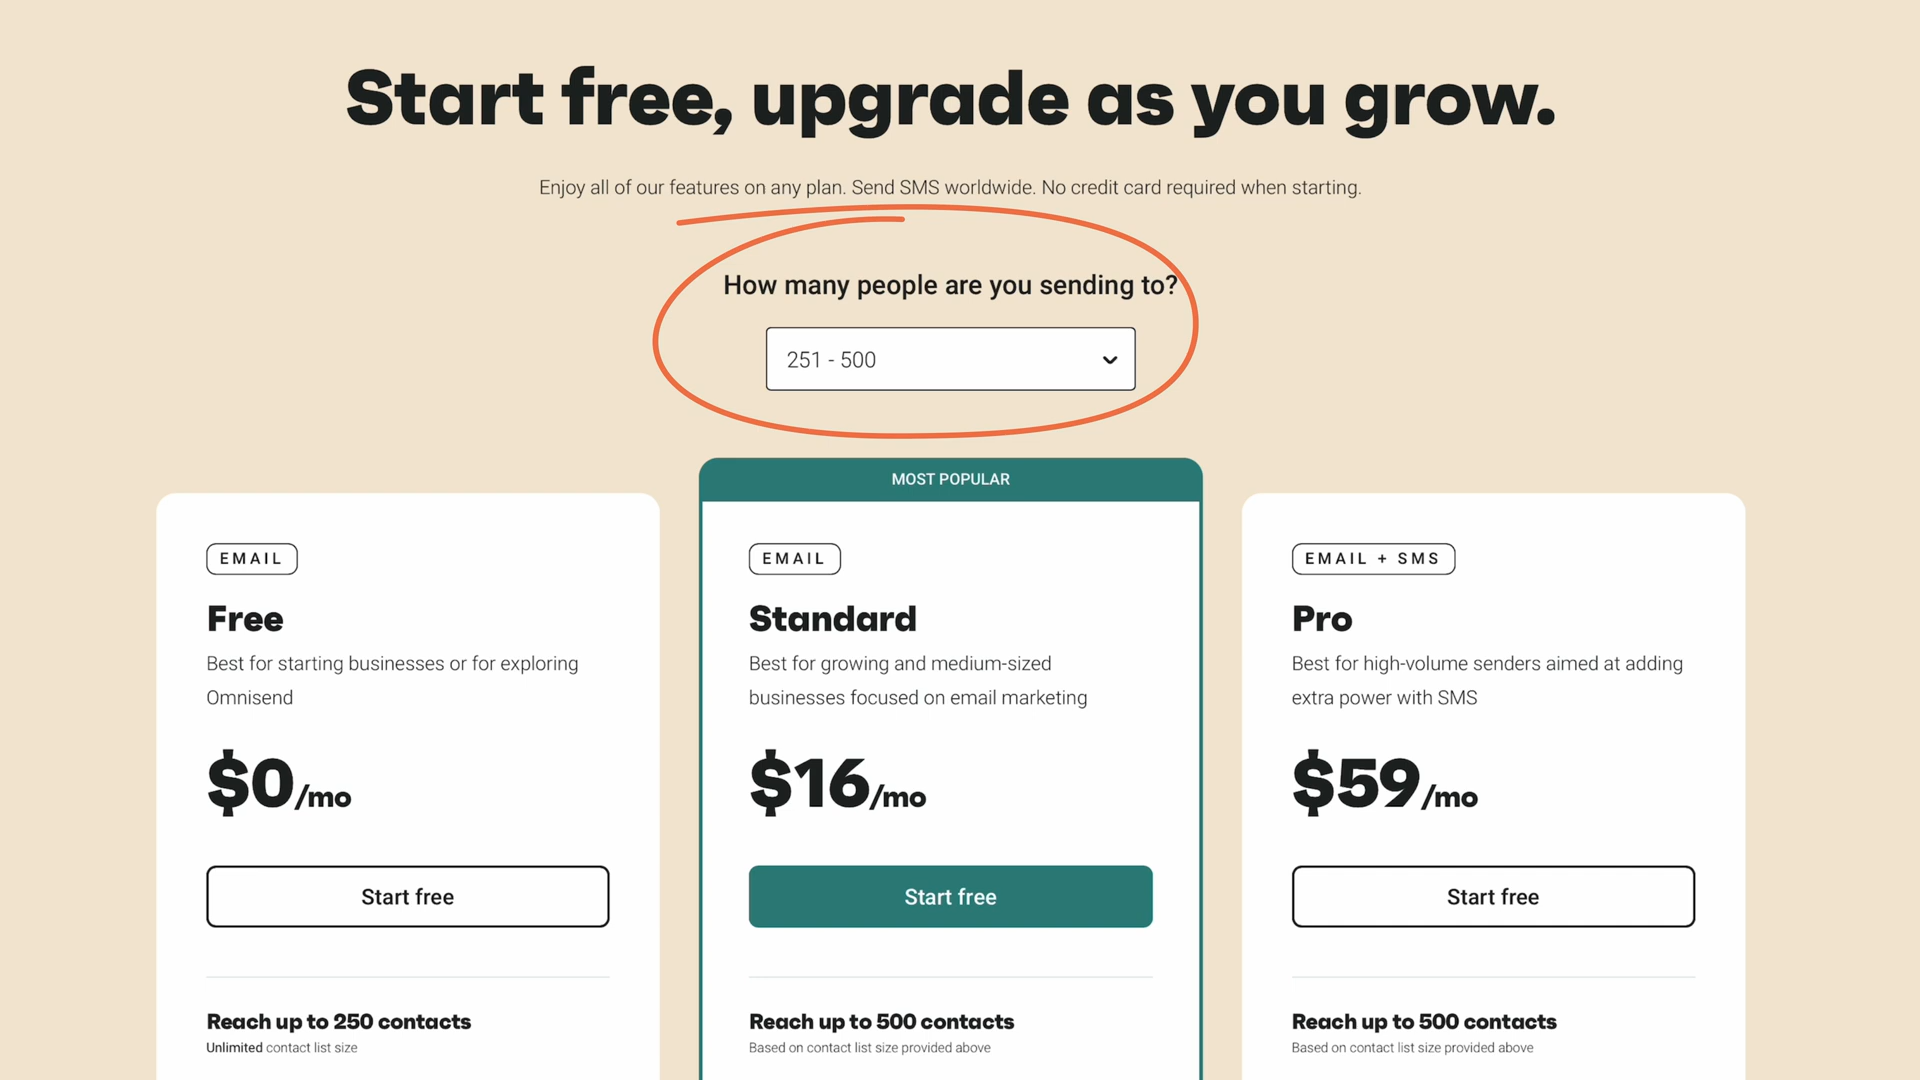 Start free, upgrade as you grow.
Enjoy all of our features on any plan. Send SMS worldwide. No credit card required when starting.
How many people are you sending to?
251 - 500
EMAIL
Free
Best for starting businesses or for exploring
Omnisend
$0/mo
Start free
Reach up to 250 contacts
Unlimited contact list size
MOST POPULAR
EMAIL
Standard
Best for growing and medium-sized
businesses focused on email marketing
$16/mo
Start free
Reach up to 500 contacts
Based on contact list size provided above
EMAIL + SMS
Pro
Best for high-volume senders aimed at adding
extra power with SMS
$59/mo
Start free
Reach up to 500 contacts
Based on contact list size provided above